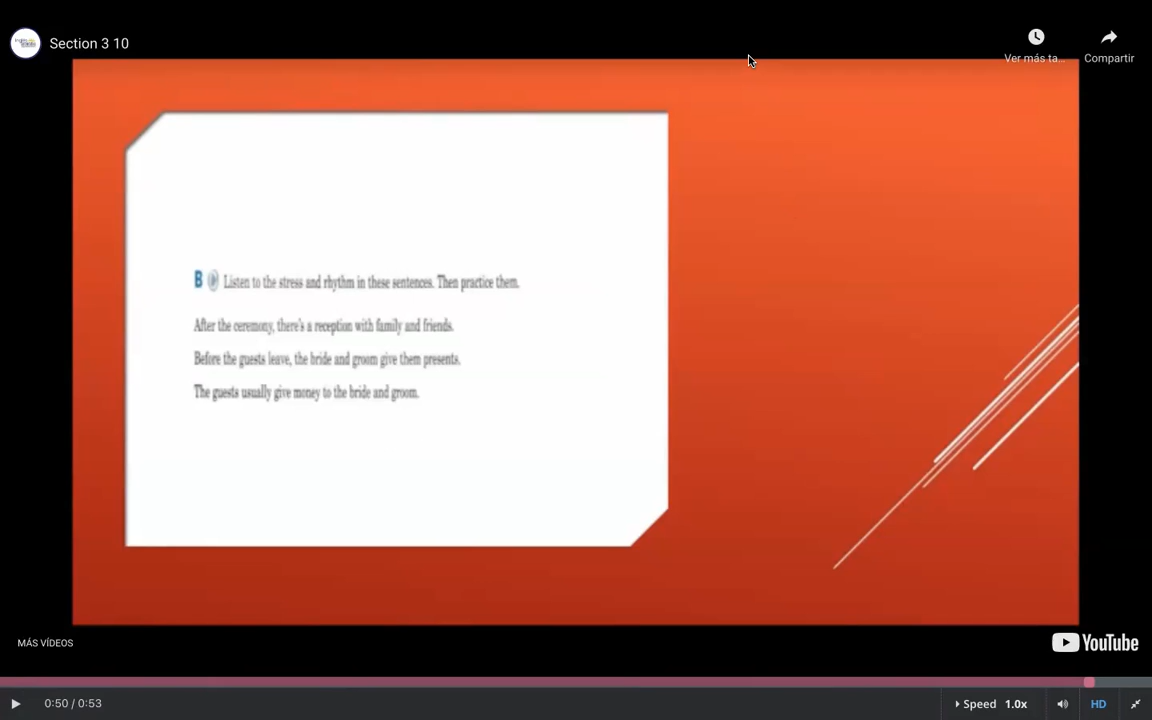 Section 3 10
Ver más ta...
Compartir
B Listen to the stress and rhythm in these sentences. Then practice them.
After the ceremony, there's a reception with family and friends.
Before the guests leave, the bride and groom give them presents.
The guests usually give money to the bride and groom.
MÁS VÍDEOS
YouTube
0:50 / 0:53
Speed 1.0x
HD